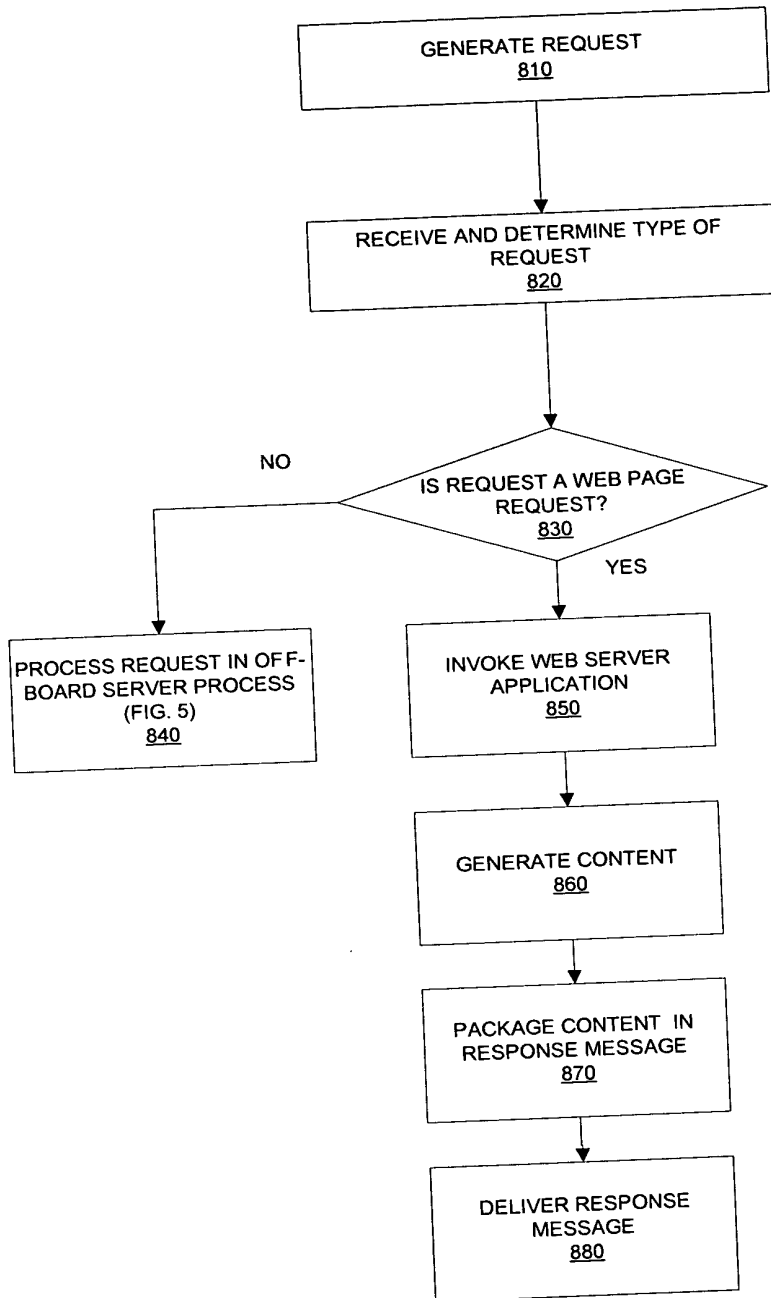 GENERATE REQUEST
810
RECEIVE AND DETERMINE TYPE OF
REQUEST
820
IS REQUEST A WEB PAGE
REQUEST?
830
NO
YES
PROCESS REQUEST IN OFF-
BOARD SERVER PROCESS
(FIG. 5)
840
INVOKE WEB SERVER
APPLICATION
850
GENERATE CONTENT
860
PACKAGE CONTENT IN
RESPONSE MESSAGE
870
DELIVER RESPONSE
MESSAGE
880